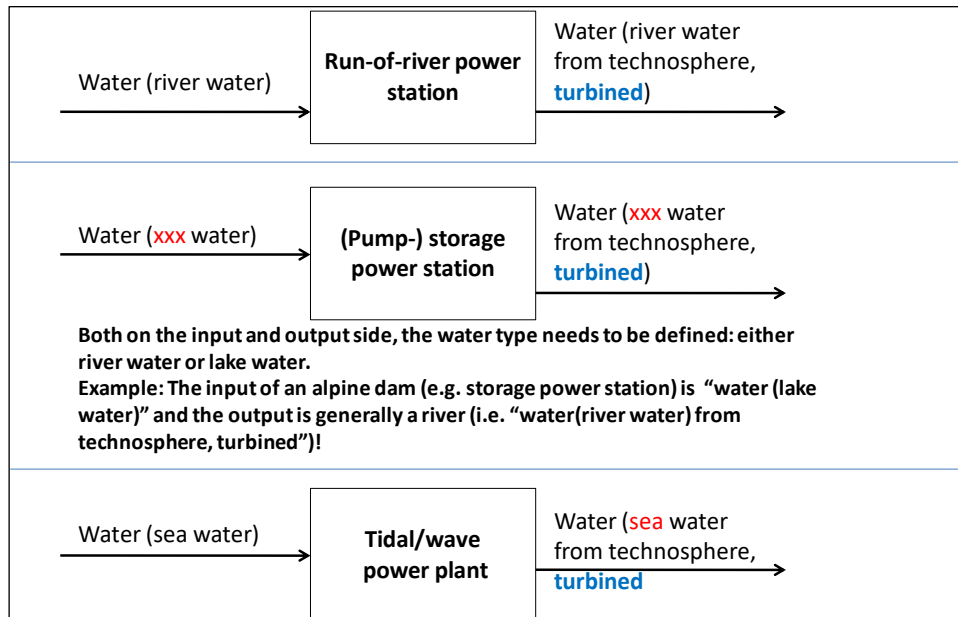 Water (river water)
Run-of-river power
station
Water (river water
from technosphere,
turbined)
Water (xxx water)
(Pump-) storage
power station
Water (xxx water
from technosphere,
turbined)
Both on the input and output side, the water type needs to be defined: either
river water or lake water.
Example: The input of an alpine dam (e.g. storage power station) is “water (lake
water)” and the output is generally a river (i.e. “water(river water) from
technosphere, turbined”)!
Water (sea water)
Tidal/wave
power plant
Water (sea water
from technosphere,
turbined